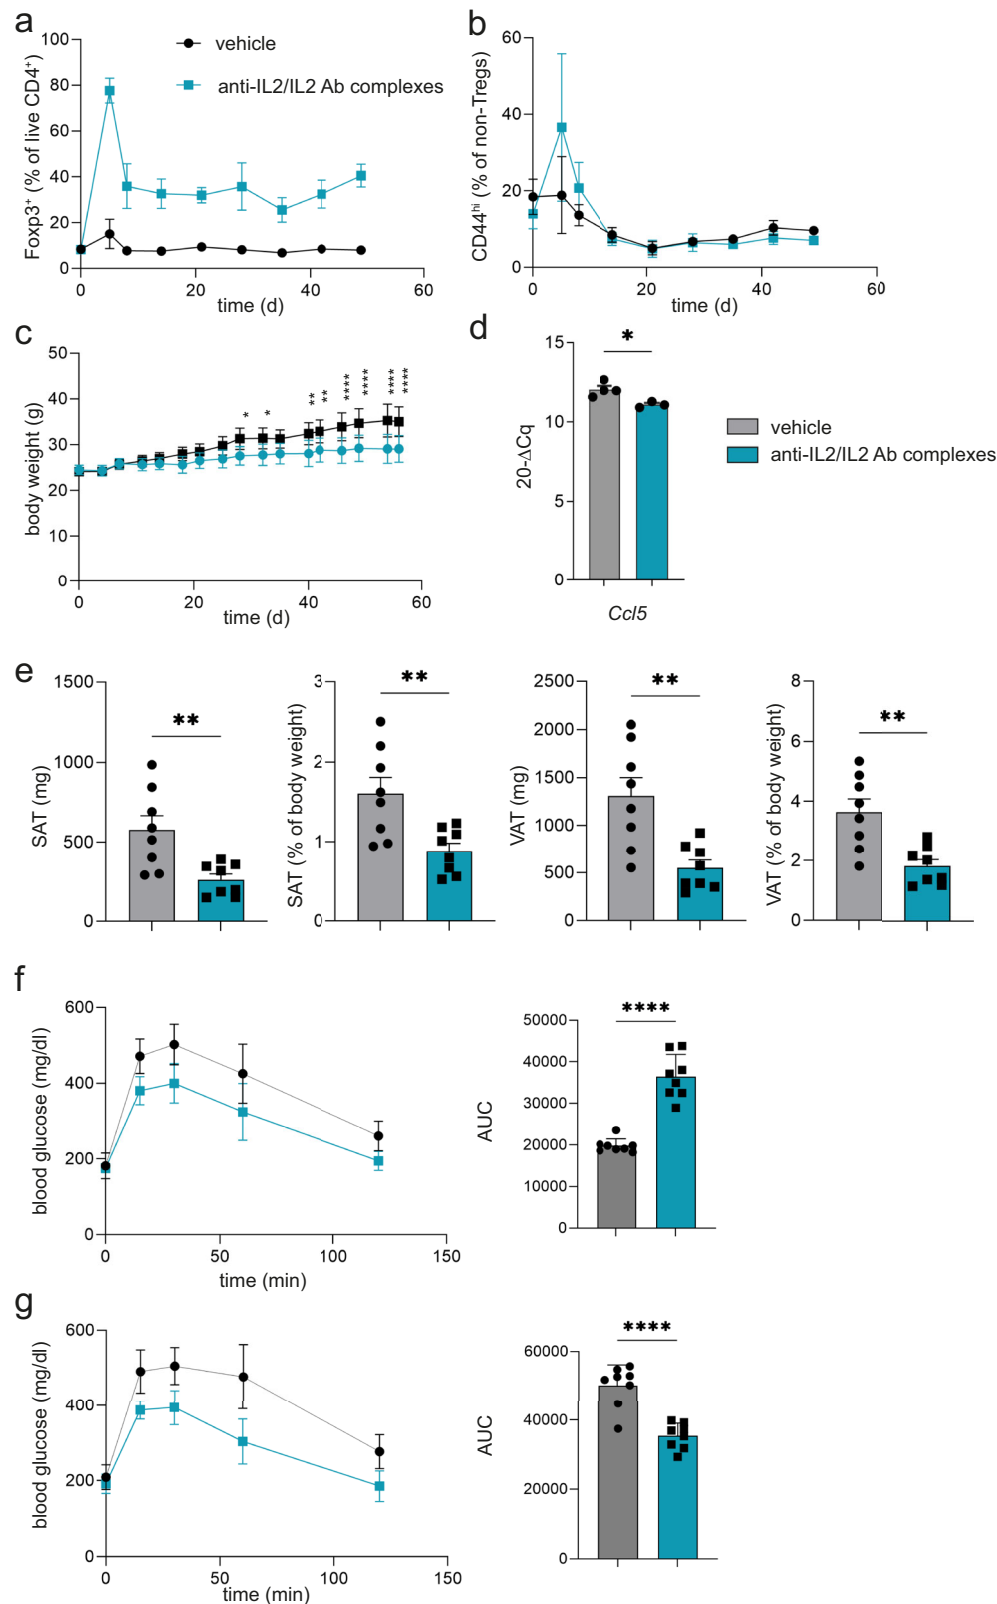 a
Foxp3⁺ (% of live CD4⁺)
100
80
60
40
20
0
0 20 40 60
time (d)
vehicle
anti-IL2/IL2 Ab complexes
b
CD44ʰⁱ (% of non-Tregs)
60
40
20
0
0 20 40 60
time (d)
c
body weight (g)
50
40
30
20
10
0
* * ** ** **** **** **** ****
0 20 40 60
time (d)
d
20-ΔCq
15
10
5
0
*
Ccl5
vehicle
anti-IL2/IL2 Ab complexes
e
SAT (mg)
1500
1000
500
0
**
SAT (% of body weight)
3
2
1
0
**
VAT (mg)
2500
2000
1500
1000
500
0
**
VAT (% of body weight)
8
6
4
2
0
**
f
blood glucose (mg/dl)
600
400
200
0
0 50 100 150
time (min)
AUC
50000
40000
30000
20000
10000
0
****
g
blood glucose (mg/dl)
600
400
200
0
0 50 100 150
time (min)
AUC
60000
40000
20000
0
****